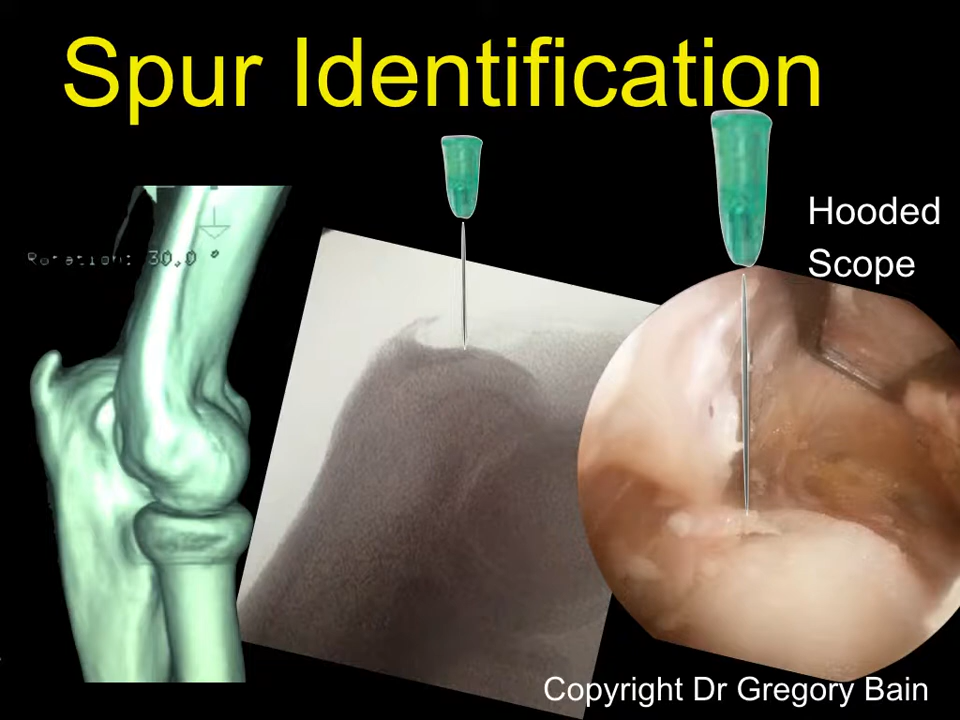 Spur Identification
Hooded
Scope
Rotation: 30.0 °
Copyright Dr Gregory Bain